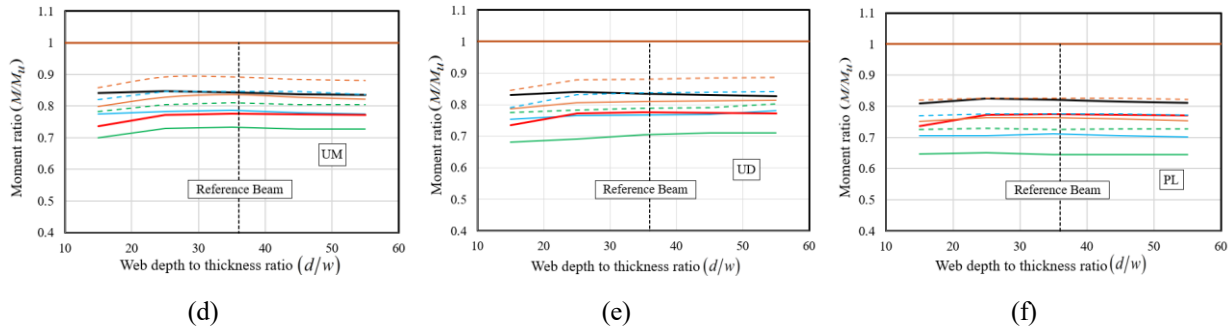 Moment ratio (M/Mu)
1.1
1
0.9
0.8
0.7
0.6
0.5
0.4
UM
Reference Beam
10 20 30 40 50 60
Web depth to thickness ratio (d/w)
(d)
Moment ratio (M/Mu)
1.1
1
0.9
0.8
0.7
0.6
0.5
0.4
UD
Reference Beam
10 20 30 40 50 60
Web depth to thickness ratio (d/w)
(e)
Moment ratio (M/Mu)
1.1
1
0.9
0.8
0.7
0.6
0.5
0.4
PL
Reference Beam
10 20 30 40 50 60
Web depth to thickness ratio (d/w)
(f)